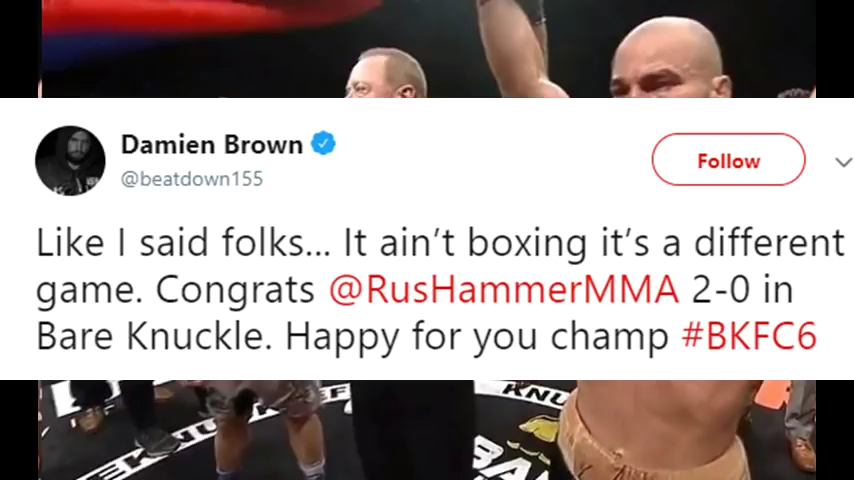 Damien Brown
@beatdown155
Follow
Like I said folks... It ain't boxing it's a different
game. Congrats @RusHammerMMA 2-0 in
Bare Knuckle. Happy for you champ #BKFC6